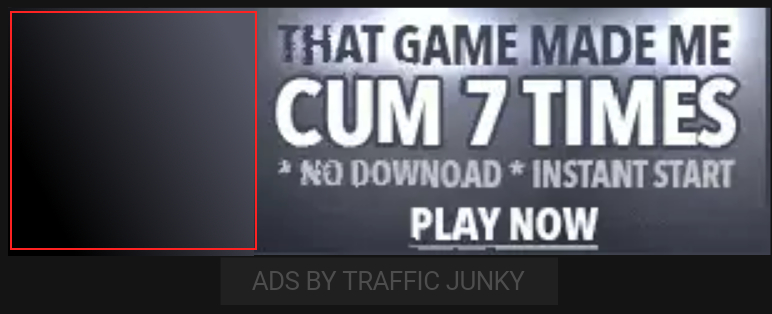 THAT GAME MADE ME
CUM 7 TIMES
* NO DOWNOAD * INSTANT START
PLAY NOW
ADS BY TRAFFIC JUNKY